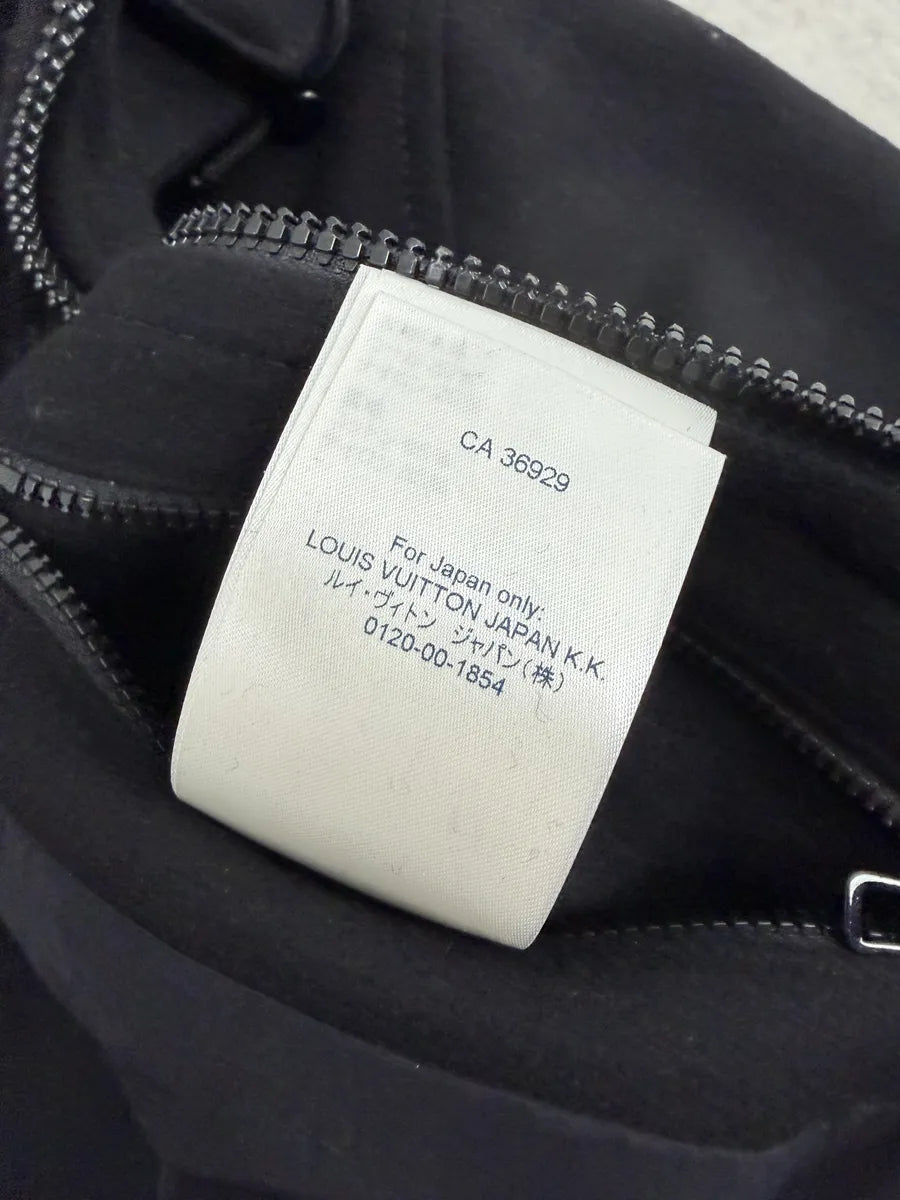 CA 36929
For Japan only:
LOUIS VUITTON JAPAN K.K.
ルイ・ヴィトン ジャパン(株)
0120-00-1854